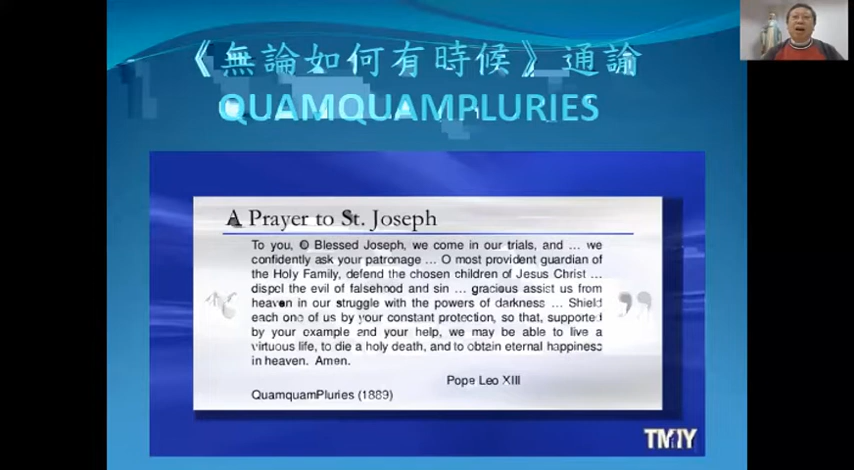 《無論如何有時候》通諭
QUAMQUAMPLURIES
A Prayer to St. Joseph
To you, O Blessed Joseph, we come in our trials, and ... we
confidently ask your patronage ... O most provident guardian of
the Holy Family, defend the chosen children of Jesus Christ ...
dispel the evil of falsehood and sin ... gracious assist us from
heaven in our struggle with the powers of darkness ... Shield
each one of us by your constant protection, so that, supported
by your example and your help, we may be able to live a
virtuous life, to die a holy death, and to obtain eternal happiness
in heaven. Amen.
Pope Leo XIII
QuamquamPluries (1889)
TMIY